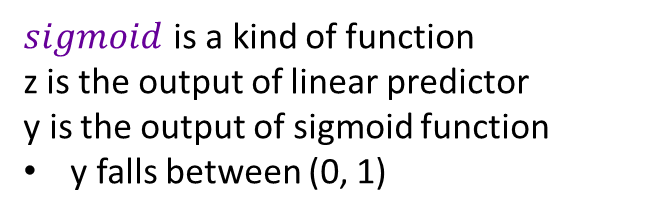 sigmoid is a kind of function
z is the output of linear predictor
y is the output of sigmoid function
• y falls between (0, 1)